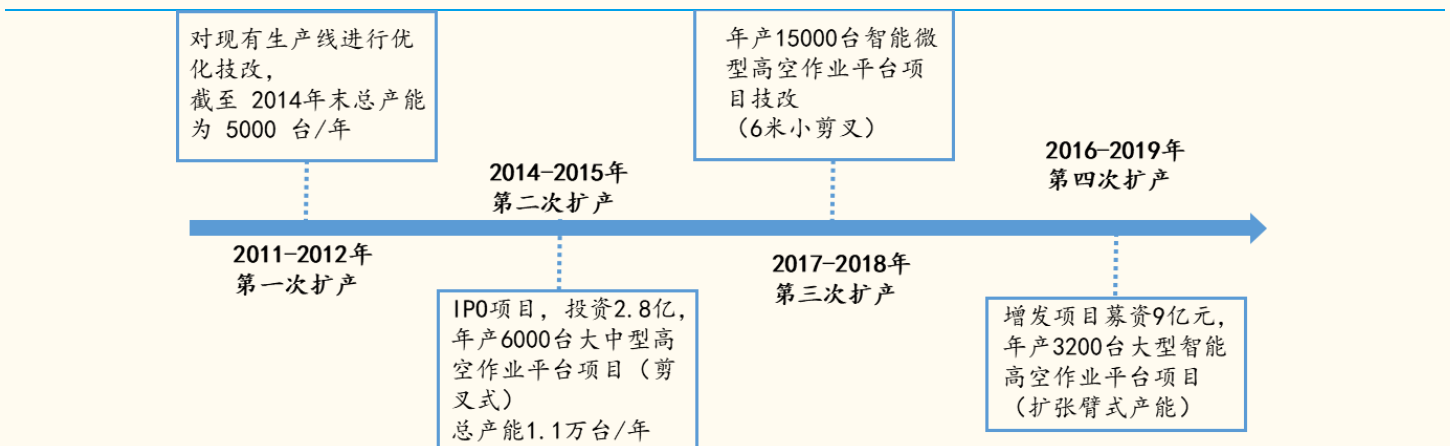 对现有生产线进行优
化技改，
截至 2014年末总产能
为 5000 台/年
2011-2012年
第一次扩产
2014-2015年
第二次扩产
IPO项目，投资2.8亿，
年产6000台大中型高
空作业平台项目（剪
叉式）
总产能1.1万台/年
年产15000台智能微
型高空作业平台项
目技改
（6米小剪叉）
2017-2018年
第三次扩产
2016-2019年
第四次扩产
增发项目募资9亿元，
年产3200台大型智能
高空作业平台项目
（扩张臂式产能）